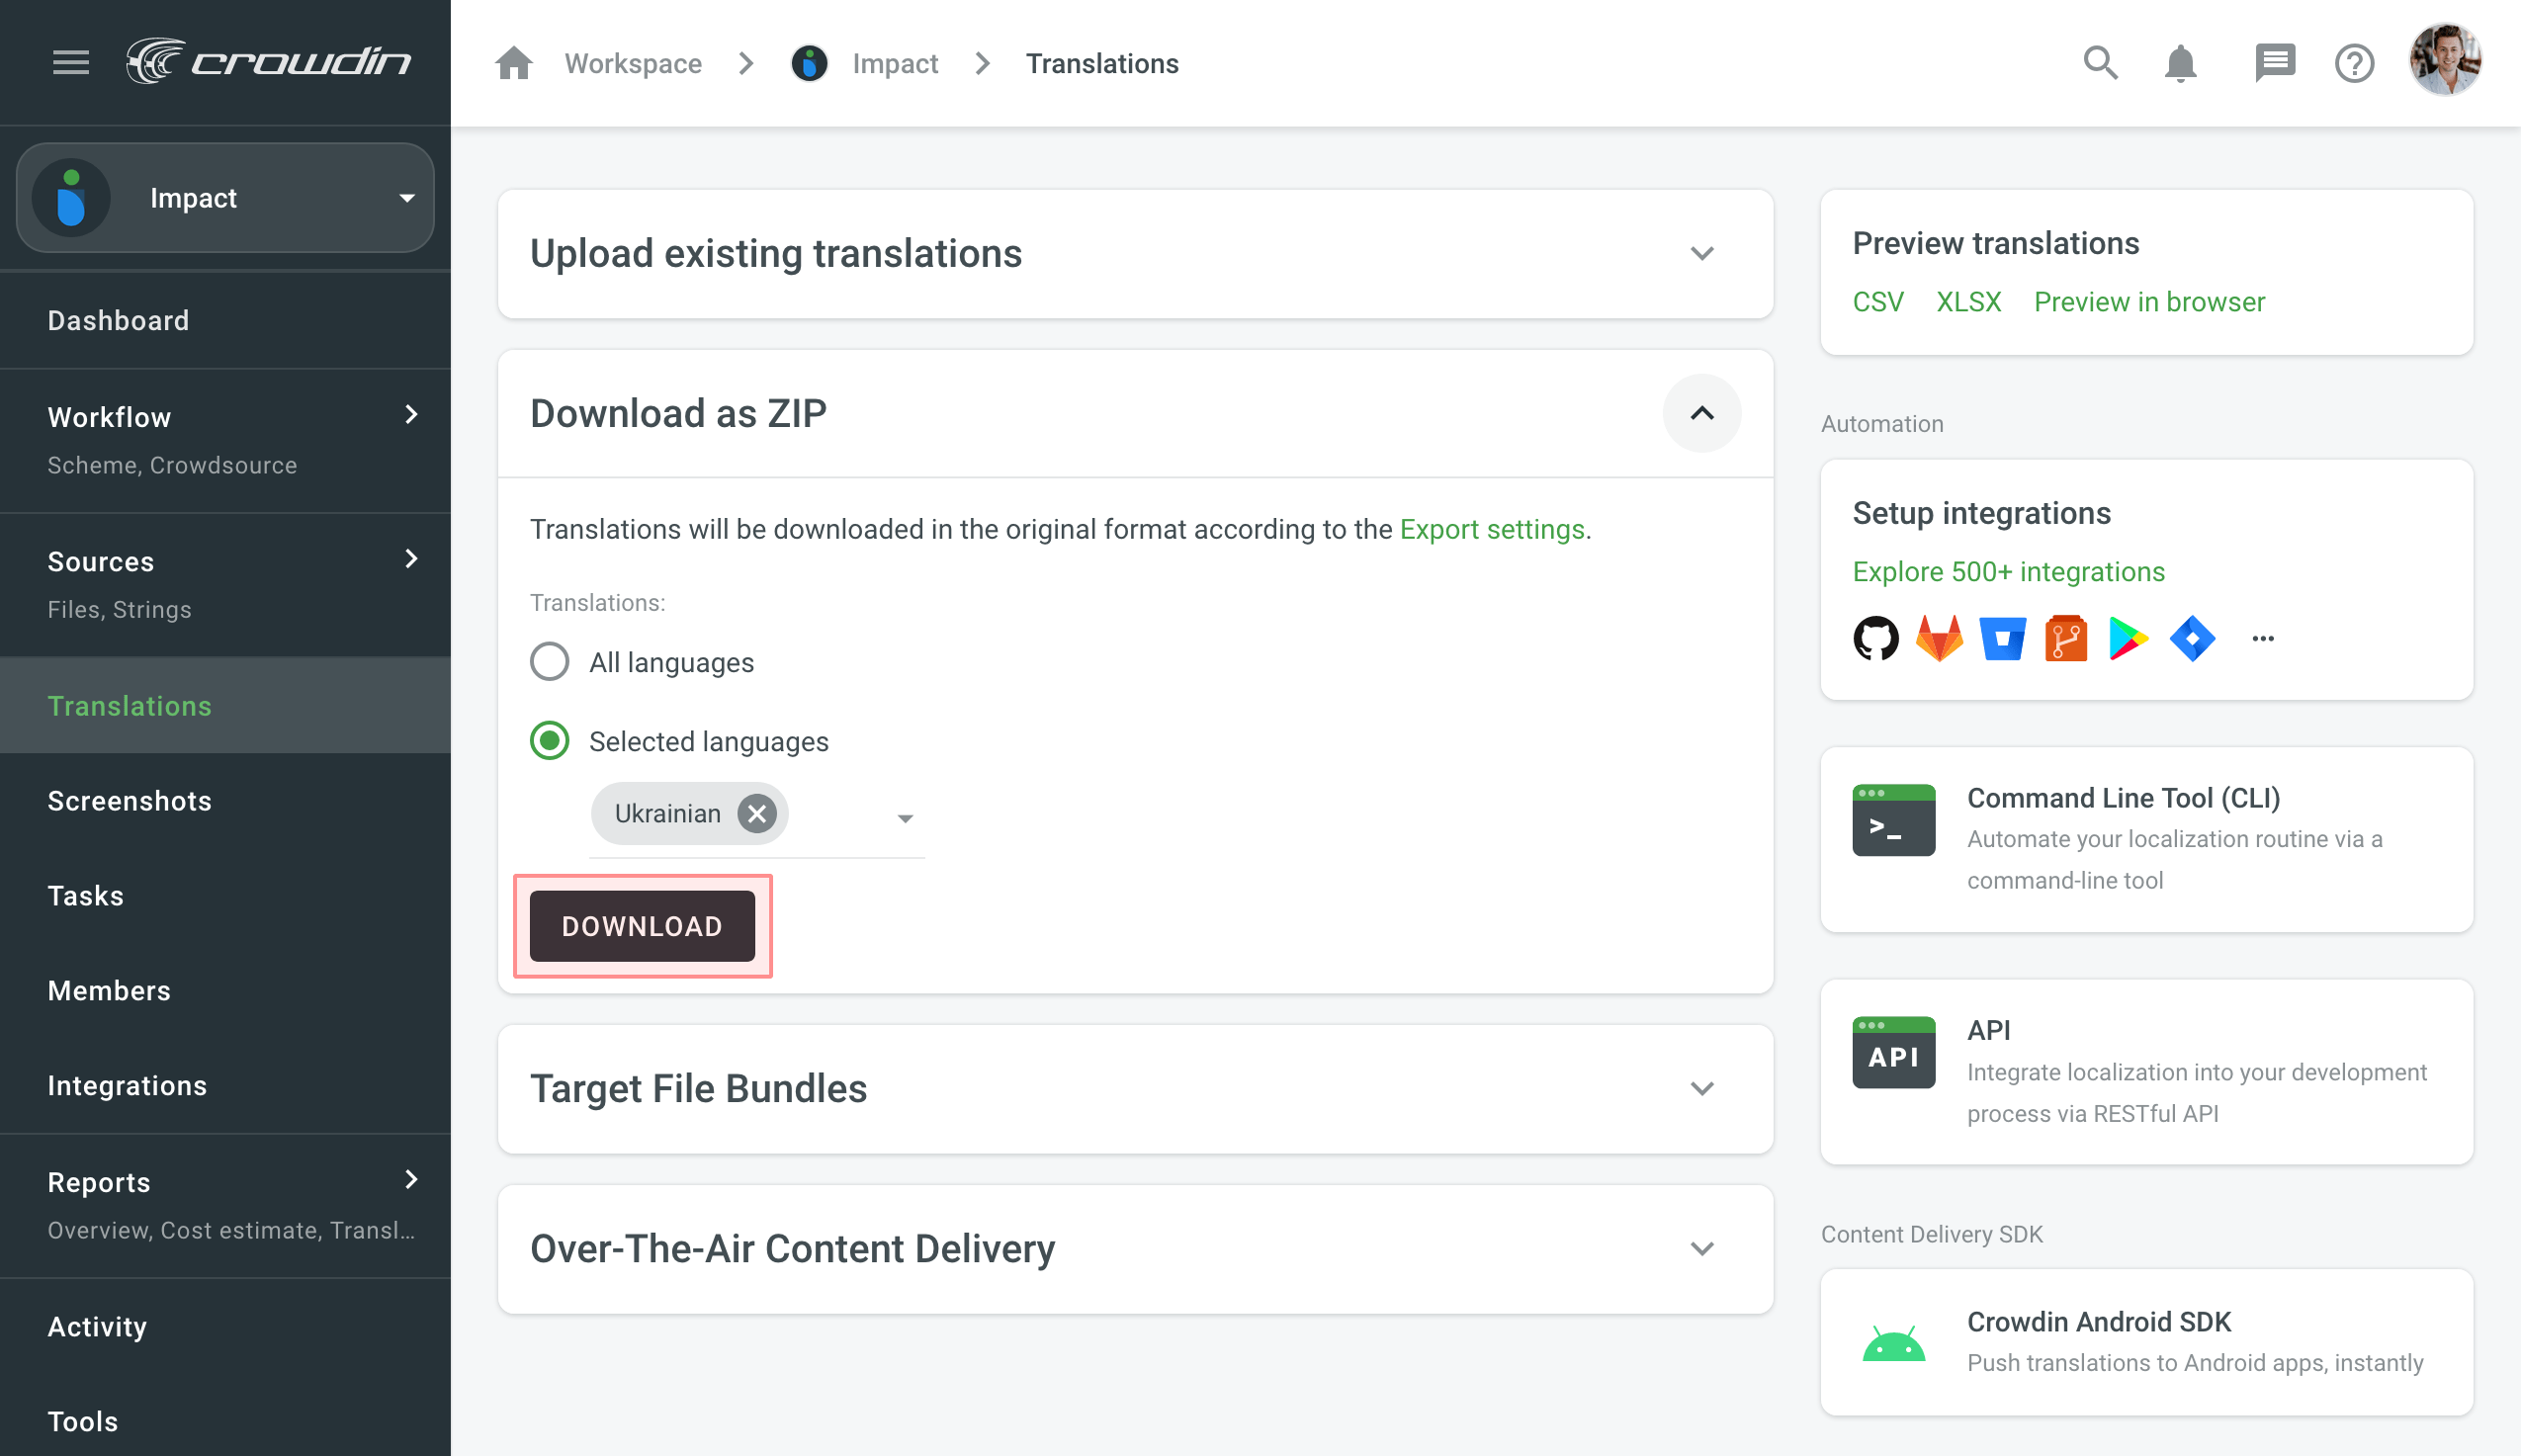 crowdin
Workspace
Impact
Translations
Impact
Dashboard
Workflow
Scheme, Crowdsource
Sources
Files, Strings
Translations
Screenshots
Tasks
Members
Integrations
Reports
Overview, Cost estimate, Transl...
Activity
Tools
Upload existing translations
Download as ZIP
Translations will be downloaded in the original format according to the Export settings.
Translations:
All languages
Selected languages
Ukrainian
DOWNLOAD
Target File Bundles
Over-The-Air Content Delivery
Preview translations
CSV XLSX Preview in browser
Automation
Setup integrations
Explore 500+ integrations
>_
Command Line Tool (CLI)
Automate your localization routine via a
command-line tool
API
API
Integrate localization into your development
process via RESTful API
Content Delivery SDK
Crowdin Android SDK
Push translations to Android apps, instantly